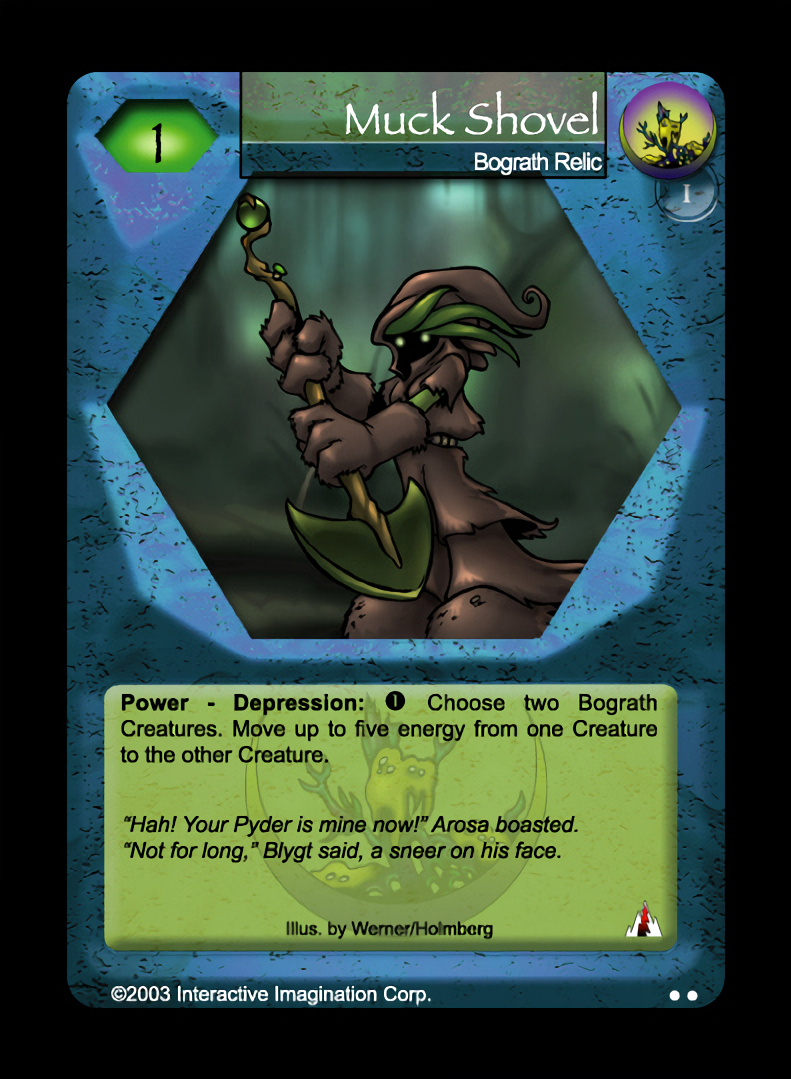 1
Muck Shovel
Bograth Relic
1
Power - Depression: 1 Choose two Bograth
Creatures. Move up to five energy from one Creature
to the other Creature.
“Hah! Your Pyder is mine now!” Arosa boasted.
“Not for long,” Blygt said, a sneer on his face.
Illus. by Werner/Holmberg
©2003 Interactive Imagination Corp.